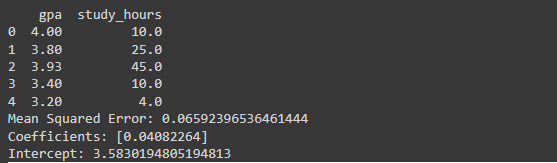 gpa study_hours
0 4.00 10.0
1 3.80 25.0
2 3.93 45.0
3 3.40 10.0
4 3.20 4.0
Mean Squared Error: 0.06592396536461444
Coefficients: [0.04082264]
Intercept: 3.5830194805194813